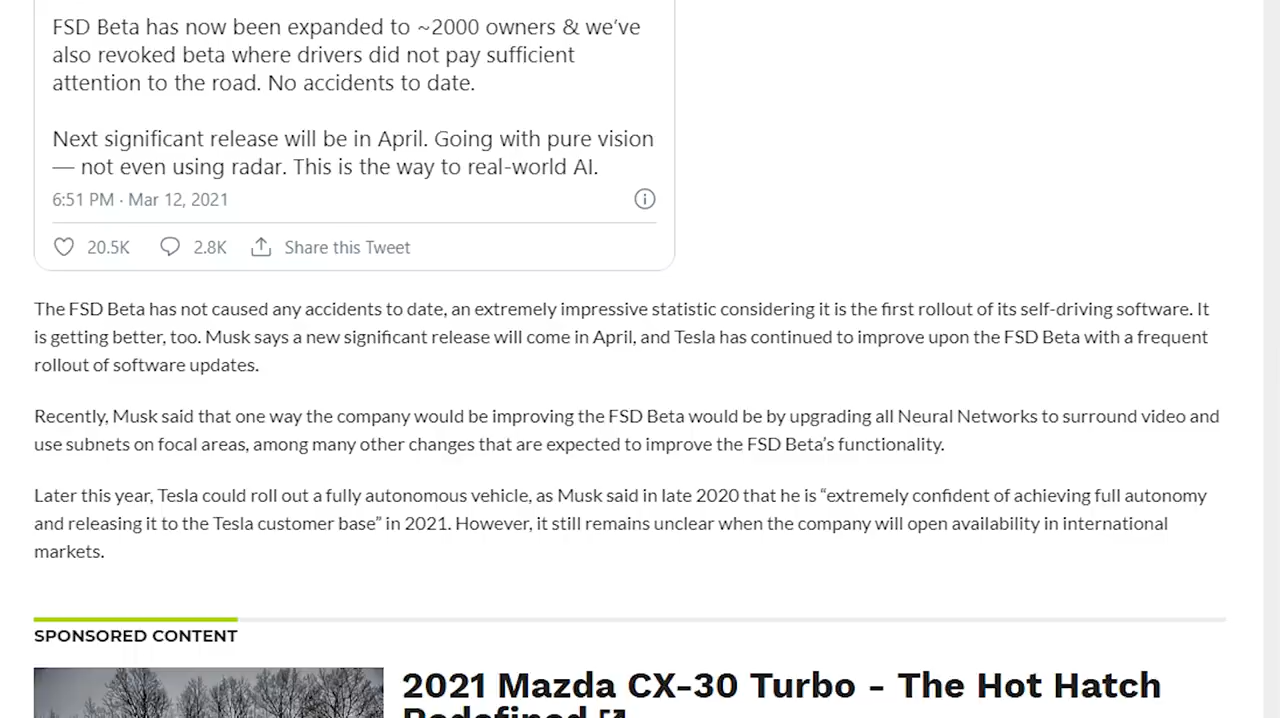 FSD Beta has now been expanded to ~2000 owners & we've
also revoked beta where drivers did not pay sufficient
attention to the road. No accidents to date.
Next significant release will be in April. Going with pure vision
— not even using radar. This is the way to real-world AI.
6:51 PM · Mar 12, 2021
20.5K 2.8K Share this Tweet
The FSD Beta has not caused any accidents to date, an extremely impressive statistic considering it is the first rollout of its self-driving software. It
is getting better, too. Musk says a new significant release will come in April, and Tesla has continued to improve upon the FSD Beta with a frequent
rollout of software updates.
Recently, Musk said that one way the company would be improving the FSD Beta would be by upgrading all Neural Networks to surround video and
use subnets on focal areas, among many other changes that are expected to improve the FSD Beta's functionality.
Later this year, Tesla could roll out a fully autonomous vehicle, as Musk said in late 2020 that he is “extremely confident of achieving full autonomy
and releasing it to the Tesla customer base” in 2021. However, it still remains unclear when the company will open availability in international
markets.
SPONSORED CONTENT
2021 Mazda CX-30 Turbo - The Hot Hatch
Redefined